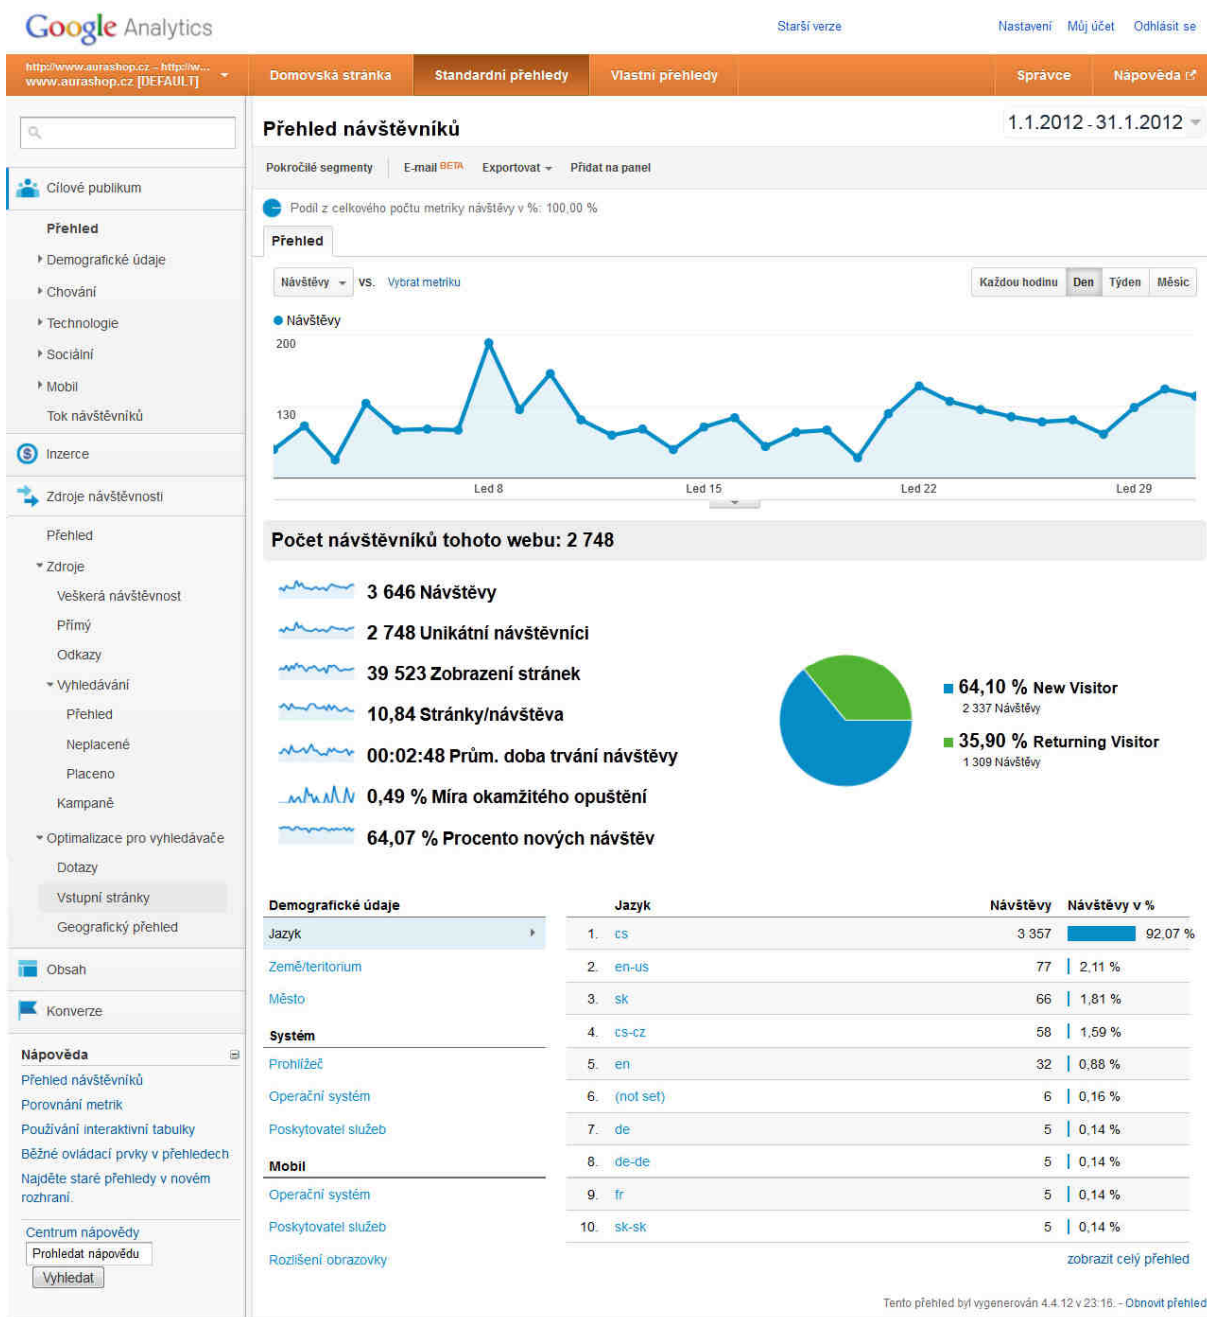 Google Analytics
Starší verze
Nastavení Můj účet Odhlásit se
http://www.aurashop.cz – http://w...
www.aurashop.cz [DEFAULT]
Domovská stránka Standardní přehledy Vlastní přehledy Správce Nápověda
Přehled návštěvníků
1.1.2012 - 31.1.2012
Pokročilé segmenty E-mail BETA Exportovat Přidat na panel
Podíl z celkového počtu metriky návštěvy v %: 100,00 %
Přehled
Návštěvy VS. Vybrat metriku
Každou hodinu Den Týden Měsíc
Návštěvy
200
130
Led 8 Led 15 Led 22 Led 29
Cílové publikum
Přehled
Demografické údaje
Chování
Technologie
Sociální
Mobil
Tok návštěvníků
Inzerce
Zdroje návštěvnosti
Přehled
Zdroje
Veškerá návštěvnost
Přímý
Odkazy
Vyhledávání
Přehled
Neplacené
Placeno
Kampaně
Optimalizace pro vyhledávače
Dotazy
Vstupní stránky
Geografický přehled
Obsah
Konverze
Nápověda
Přehled návštěvníků
Porovnání metrik
Používání interaktivní tabulky
Běžné ovládací prvky v přehledech
Najděte staré přehledy v novém
rozhraní.
Centrum nápovědy
Prohledat nápovědu
Vyhledat
Počet návštěvníků tohoto webu: 2 748
3 646 Návštěvy
2 748 Unikátní návštěvníci
39 523 Zobrazení stránek
10,84 Stránky/návštěva
00:02:48 Prům. doba trvání návštěvy
0,49 % Míra okamžitého opuštění
64,07 % Procento nových návštěv
64,10 % New Visitor
2 337 Návštěvy
35,90 % Returning Visitor
1 309 Návštěvy
Demografické údaje
Jazyk
Země/teritorium
Město
Systém
Prohlížeč
Operační systém
Poskytovatel služeb
Mobil
Operační systém
Poskytovatel služeb
Rozlišení obrazovky
Jazyk Návštěvy Návštěvy v %
1. cs 3 357 92,07 %
2. en-us 77 2,11 %
3. sk 66 1,81 %
4. cs-cz 58 1,59 %
5. en 32 0,88 %
6. (not set) 6 0,16 %
7. de 5 0,14 %
8. de-de 5 0,14 %
9. fr 5 0,14 %
10. sk-sk 5 0,14 %
zobrazit celý přehled
Tento přehled byl vygenerován 4.4.12 v 23:16. - Obnovit přehled